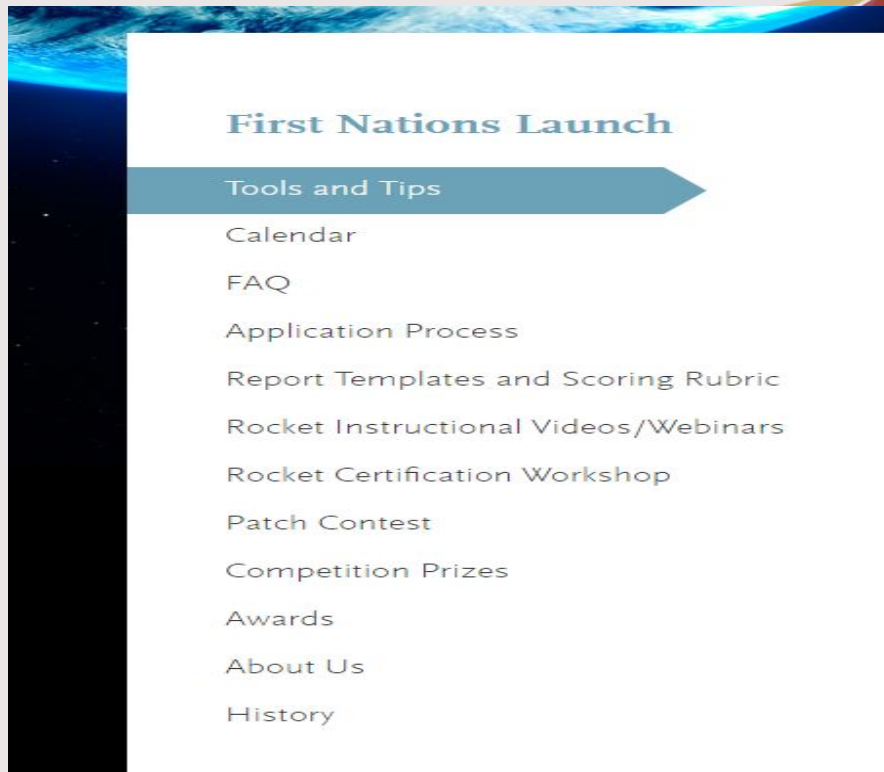 First Nations Launch
Tools and Tips
Calendar
FAQ
Application Process
Report Templates and Scoring Rubric
Rocket Instructional Videos/Webinars
Rocket Certification Workshop
Patch Contest
Competition Prizes
Awards
About Us
History